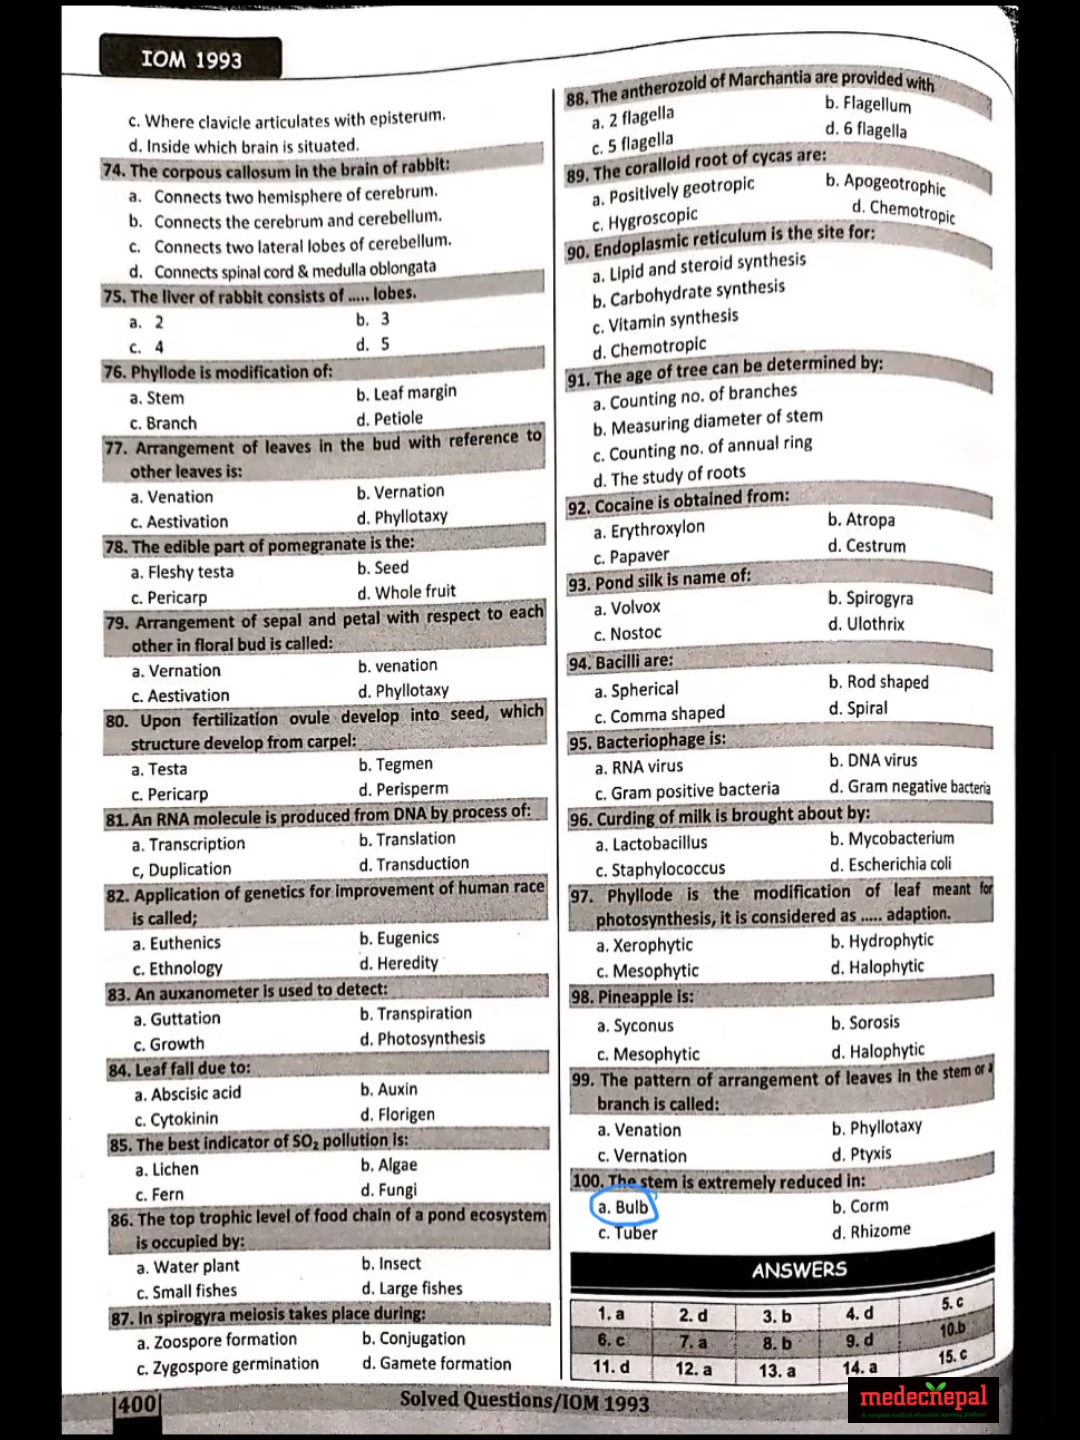 IOM 1993
c. Where clavicle articulates with episterum.
d. Inside which brain is situated.
74. The corpous callosum in the brain of rabbit:
a. Connects two hemisphere of cerebrum.
b. Connects the cerebrum and cerebellum.
c. Connects two lateral lobes of cerebellum.
d. Connects spinal cord & medulla oblongata
75. The liver of rabbit consists of ..... lobes.
a. 2 b. 3
c. 4 d. 5
76. Phyllode is modification of:
a. Stem b. Leaf margin
c. Branch d. Petiole
77. Arrangement of leaves in the bud with reference to
other leaves is:
a. Venation b. Vernation
c. Aestivation d. Phyllotaxy
78. The edible part of pomegranate is the:
a. Fleshy testa b. Seed
c. Pericarp d. Whole fruit
79. Arrangement of sepal and petal with respect to each
other in floral bud is called:
a. Vernation b. venation
c. Aestivation d. Phyllotaxy
80. Upon fertilization ovule develop into seed, which
structure develop from carpel:
a. Testa b. Tegmen
c. Pericarp d. Perisperm
81. An RNA molecule is produced from DNA by process of:
a. Transcription b. Translation
c, Duplication d. Transduction
82. Application of genetics for improvement of human race
is called;
a. Euthenics b. Eugenics
c. Ethnology d. Heredity
83. An auxanometer is used to detect:
a. Guttation b. Transpiration
c. Growth d. Photosynthesis
84. Leaf fall due to:
a. Abscisic acid b. Auxin
c. Cytokinin d. Florigen
85. The best indicator of SO₂ pollution is:
a. Lichen b. Algae
c. Fern d. Fungi
86. The top trophic level of food chain of a pond ecosystem
is occupied by:
a. Water plant b. Insect
c. Small fishes d. Large fishes
87. In spirogyra meiosis takes place during:
a. Zoospore formation b. Conjugation
c. Zygospore germination d. Gamete formation
88. The antherozoid of Marchantia are provided with
a. 2 flagella b. Flagellum
c. 5 flagella d. 6 flagella
89. The coralloid root of cycas are:
a. Positively geotropic b. Apogeotrophic
c. Hygroscopic d. Chemotropic
90. Endoplasmic reticulum is the site for:
a. Lipid and steroid synthesis
b. Carbohydrate synthesis
c. Vitamin synthesis
d. Chemotropic
91. The age of tree can be determined by:
a. Counting no. of branches
b. Measuring diameter of stem
c. Counting no. of annual ring
d. The study of roots
92. Cocaine is obtained from:
a. Erythroxylon b. Atropa
c. Papaver d. Cestrum
93. Pond silk is name of:
a. Volvox b. Spirogyra
c. Nostoc d. Ulothrix
94. Bacilli are:
a. Spherical b. Rod shaped
c. Comma shaped d. Spiral
95. Bacteriophage is:
a. RNA virus b. DNA virus
c. Gram positive bacteria d. Gram negative bacteria
96. Curding of milk is brought about by:
a. Lactobacillus b. Mycobacterium
c. Staphylococcus d. Escherichia coli
97. Phyllode is the modification of leaf meant for
photosynthesis, it is considered as ..... adaption.
a. Xerophytic b. Hydrophytic
c. Mesophytic d. Halophytic
98. Pineapple is:
a. Syconus b. Sorosis
c. Mesophytic d. Halophytic
99. The pattern of arrangement of leaves in the stem or a
branch is called:
a. Venation b. Phyllotaxy
c. Vernation d. Ptyxis
100. The stem is extremely reduced in:
a. Bulb b. Corm
c. Tuber d. Rhizome
ANSWERS
1. a 2. d 3. b 4. d 5. c
6. c 7. a 8. b 9. d 10.b
11. d 12. a 13. a 14. a 15. c
400 Solved Questions/IOM 1993
medecnepal